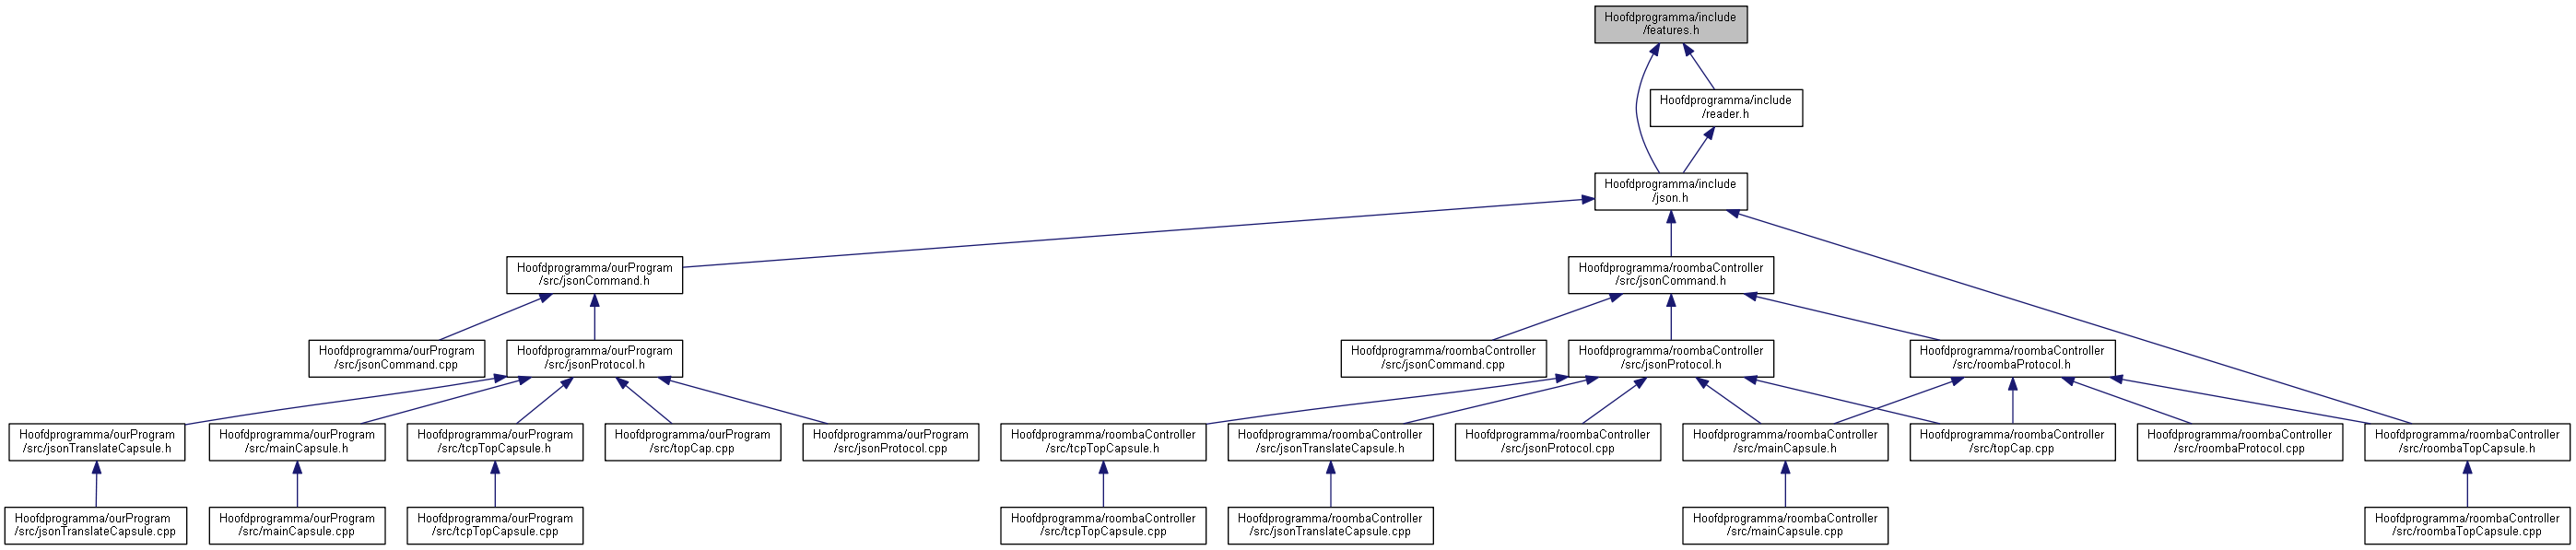 Hoofdprogramma/include
/features.h
Hoofdprogramma/include
/reader.h
Hoofdprogramma/include
/json.h
Hoofdprogramma/ourProgram
/src/jsonCommand.h
Hoofdprogramma/roombaController
/src/jsonCommand.h
Hoofdprogramma/ourProgram
/src/jsonCommand.cpp
Hoofdprogramma/ourProgram
/src/jsonProtocol.h
Hoofdprogramma/roombaController
/src/jsonCommand.cpp
Hoofdprogramma/roombaController
/src/jsonProtocol.h
Hoofdprogramma/roombaController
/src/roombaProtocol.h
Hoofdprogramma/ourProgram
/src/jsonTranslateCapsule.h
Hoofdprogramma/ourProgram
/src/mainCapsule.h
Hoofdprogramma/ourProgram
/src/tcpTopCapsule.h
Hoofdprogramma/ourProgram
/src/topCap.cpp
Hoofdprogramma/ourProgram
/src/jsonProtocol.cpp
Hoofdprogramma/roombaController
/src/tcpTopCapsule.h
Hoofdprogramma/roombaController
/src/jsonTranslateCapsule.h
Hoofdprogramma/roombaController
/src/jsonProtocol.cpp
Hoofdprogramma/roombaController
/src/mainCapsule.h
Hoofdprogramma/roombaController
/src/topCap.cpp
Hoofdprogramma/roombaController
/src/roombaProtocol.cpp
Hoofdprogramma/roombaController
/src/roombaTopCapsule.h
Hoofdprogramma/ourProgram
/src/jsonTranslateCapsule.cpp
Hoofdprogramma/ourProgram
/src/mainCapsule.cpp
Hoofdprogramma/ourProgram
/src/tcpTopCapsule.cpp
Hoofdprogramma/roombaController
/src/tcpTopCapsule.cpp
Hoofdprogramma/roombaController
/src/jsonTranslateCapsule.cpp
Hoofdprogramma/roombaController
/src/mainCapsule.cpp
Hoofdprogramma/roombaController
/src/roombaTopCapsule.cpp